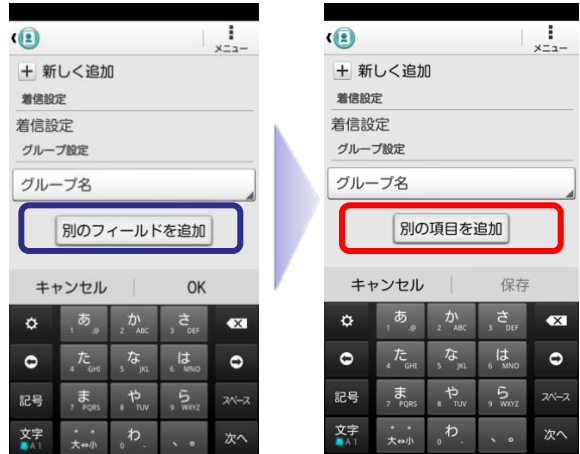 メニュー
新しく追加
着信設定
着信設定
グループ設定
グループ名
別のフィールドを追加
キャンセル OK
あ か さ
1 .@ 2 ABC 3 DEF
た な は
4 GHI 5 JKL 6 MNO
記号 ま や ら スペース
7 PQRS 8 TUV 9 WXYZ
文字 ゛ ゜ わ 、 。 次へ
あA1 大⇔小 0 .
メニュー
新しく追加
着信設定
着信設定
グループ設定
グループ名
別の項目を追加
キャンセル 保存
あ か さ
1 .@ 2 ABC 3 DEF
た な は
4 GHI 5 JKL 6 MNO
記号 ま や ら スペース
7 PQRS 8 TUV 9 WXYZ
文字 ゛ ゜ わ 、 。 次へ
あA1 大⇔小 0 .